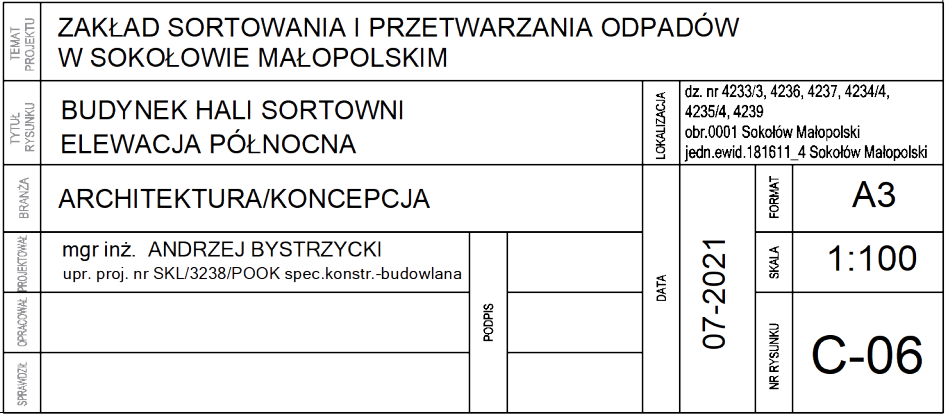 TEMAT
PROJEKTU
ZAKŁAD SORTOWANIA I PRZETWARZANIA ODPADÓW
W SOKOŁOWIE MAŁOPOLSKIM
TYTUŁ
RYSUNKU
BUDYNEK HALI SORTOWNI
ELEWACJA PÓŁNOCNA
LOKALIZACJA
dz. nr 4233/3, 4236, 4237, 4234/4,
4235/4, 4239
obr.0001 Sokołów Małopolski
jedn.ewid.181611_4 Sokołów Małopolski
BRANŻA
ARCHITEKTURA/KONCEPCJA
DATA
07-2021
FORMAT
A3
PROJEKTOWAŁ
mgr inż. ANDRZEJ BYSTRZYCKI
upr. proj. nr SKL/3238/POOK spec.konstr.-budowlana
PODPIS
SKALA
1:100
OPRACOWAŁ
NR RYSUNKU
C-06
SPRAWDZIŁ